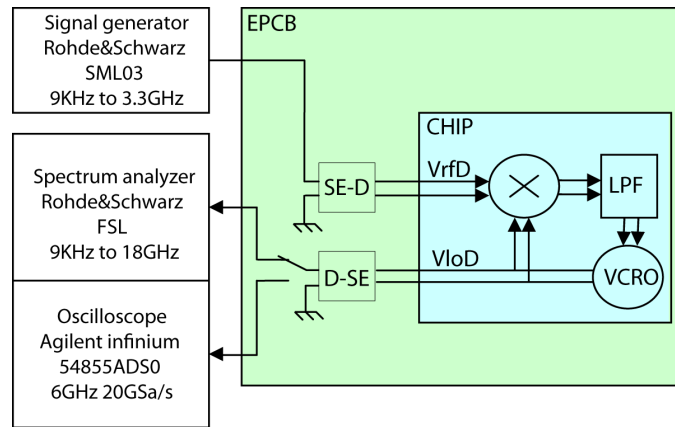 Signal generator
Rohde&Schwarz
SML03
9KHz to 3.3GHz
Spectrum analyzer
Rohde&Schwarz
FSL
9KHz to 18GHz
Oscilloscope
Agilent infinium
54855ADS0
6GHz 20GSa/s
EPCB
SE-D
D-SE
CHIP
VrfD
LPF
VloD
VCRO